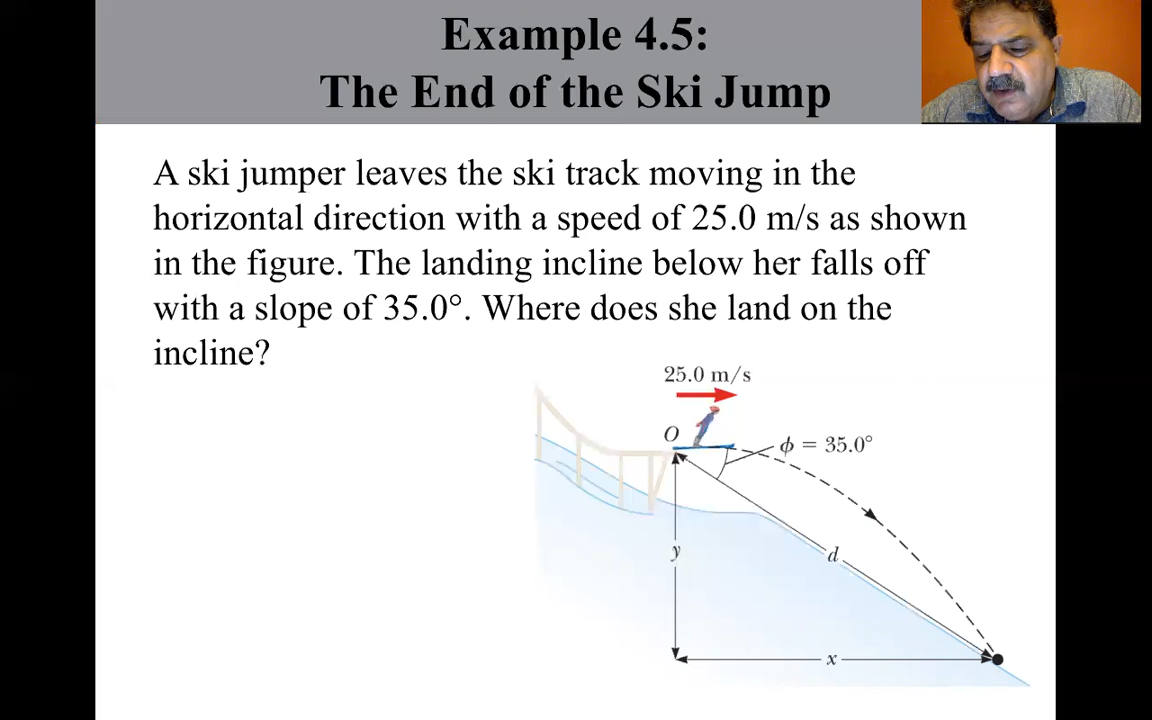 Example 4.5:
The End of the Ski Jump
A ski jumper leaves the ski track moving in the
horizontal direction with a speed of 25.0 m/s as shown
in the figure. The landing incline below her falls off
with a slope of 35.0°. Where does she land on the
incline?
25.0 m/s
O
ϕ = 35.0°
y
d
x